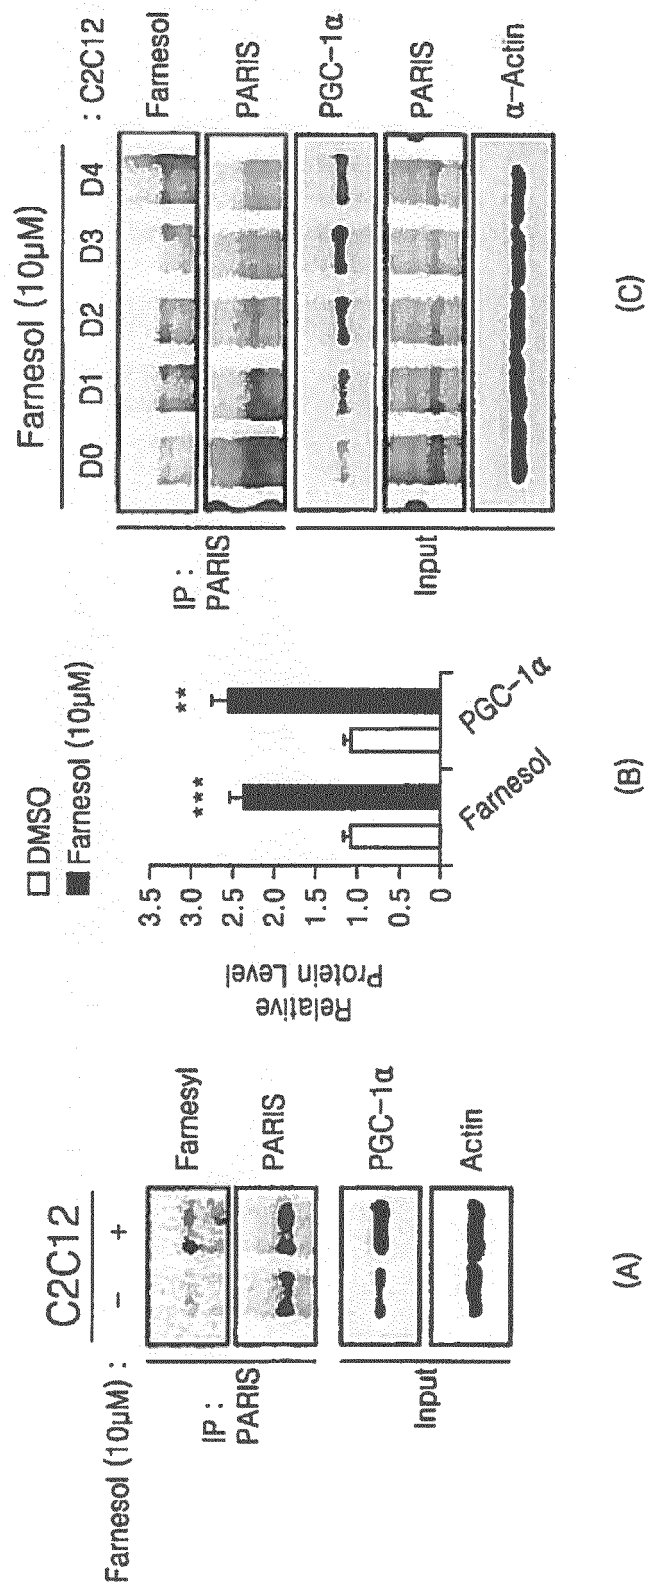 C2C12
Farnesol (10μM) : − +
IP :
PARIS
Farnesyl
PARIS
Input
PGC-1α
Actin
(A)
DMSO
Farnesol (10μM)
Relative
Protein Level
3.5
3.0
2.5
2.0
1.5
1.0
0.5
0
***
**
Farnesol
PGC-1α
(B)
Farnesol (10μM)
D0 D1 D2 D3 D4 : C2C12
IP :
PARIS
Farnesol
PARIS
Input
PGC-1α
PARIS
α-Actin
(C)